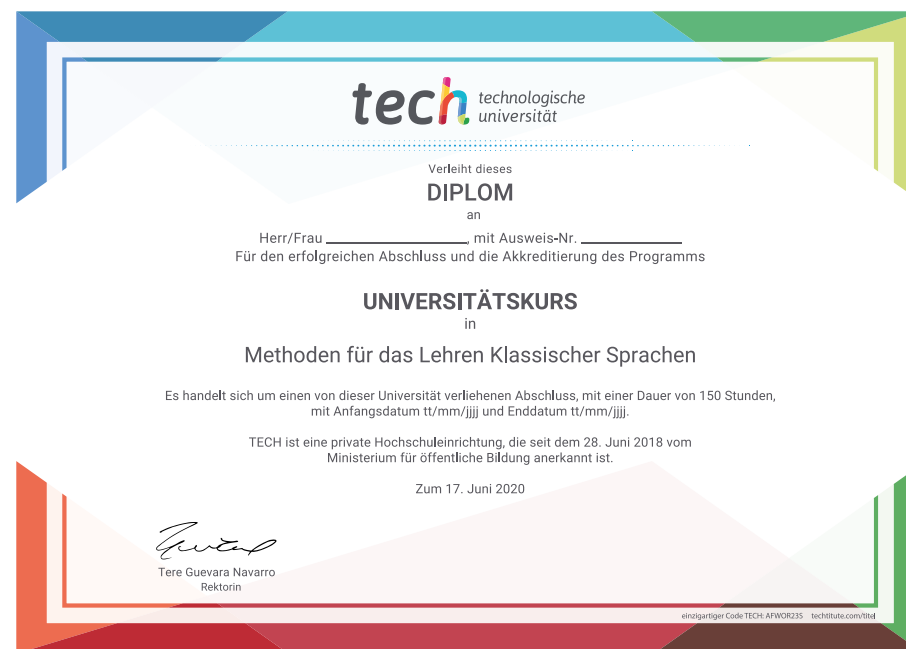 tech technologische
universität
Verleiht dieses
DIPLOM
an
Herr/Frau , mit Ausweis-Nr.
Für den erfolgreichen Abschluss und die Akkreditierung des Programms
UNIVERSITÄTSKURS
in
Methoden für das Lehren Klassischer Sprachen
Es handelt sich um einen von dieser Universität verliehenen Abschluss, mit einer Dauer von 150 Stunden,
mit Anfangsdatum tt/mm/jjjj und Enddatum tt/mm/jjjj.
TECH ist eine private Hochschuleinrichtung, die seit dem 28. Juni 2018 vom
Ministerium für öffentliche Bildung anerkannt ist.
Zum 17. Juni 2020
Tere Guevara Navarro
Rektorin
einzigartiger Code TECH: AFWOR23S techtitute.com/titel